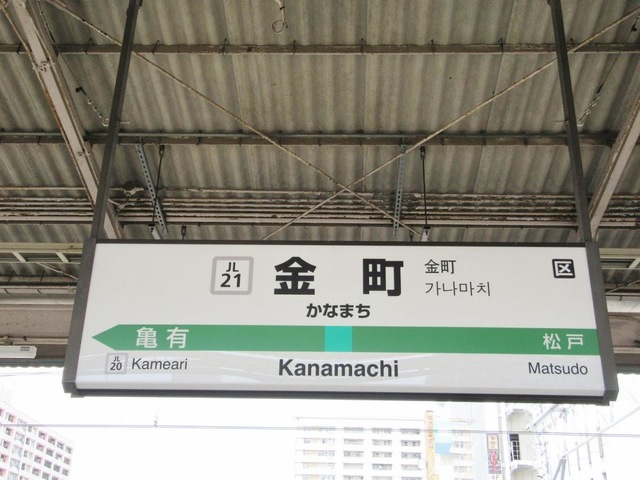 JL
21
金町
金町
가나마치
区
かなまち
亀有
松戸
JL
20
Kameari
Kanamachi
Matsudo